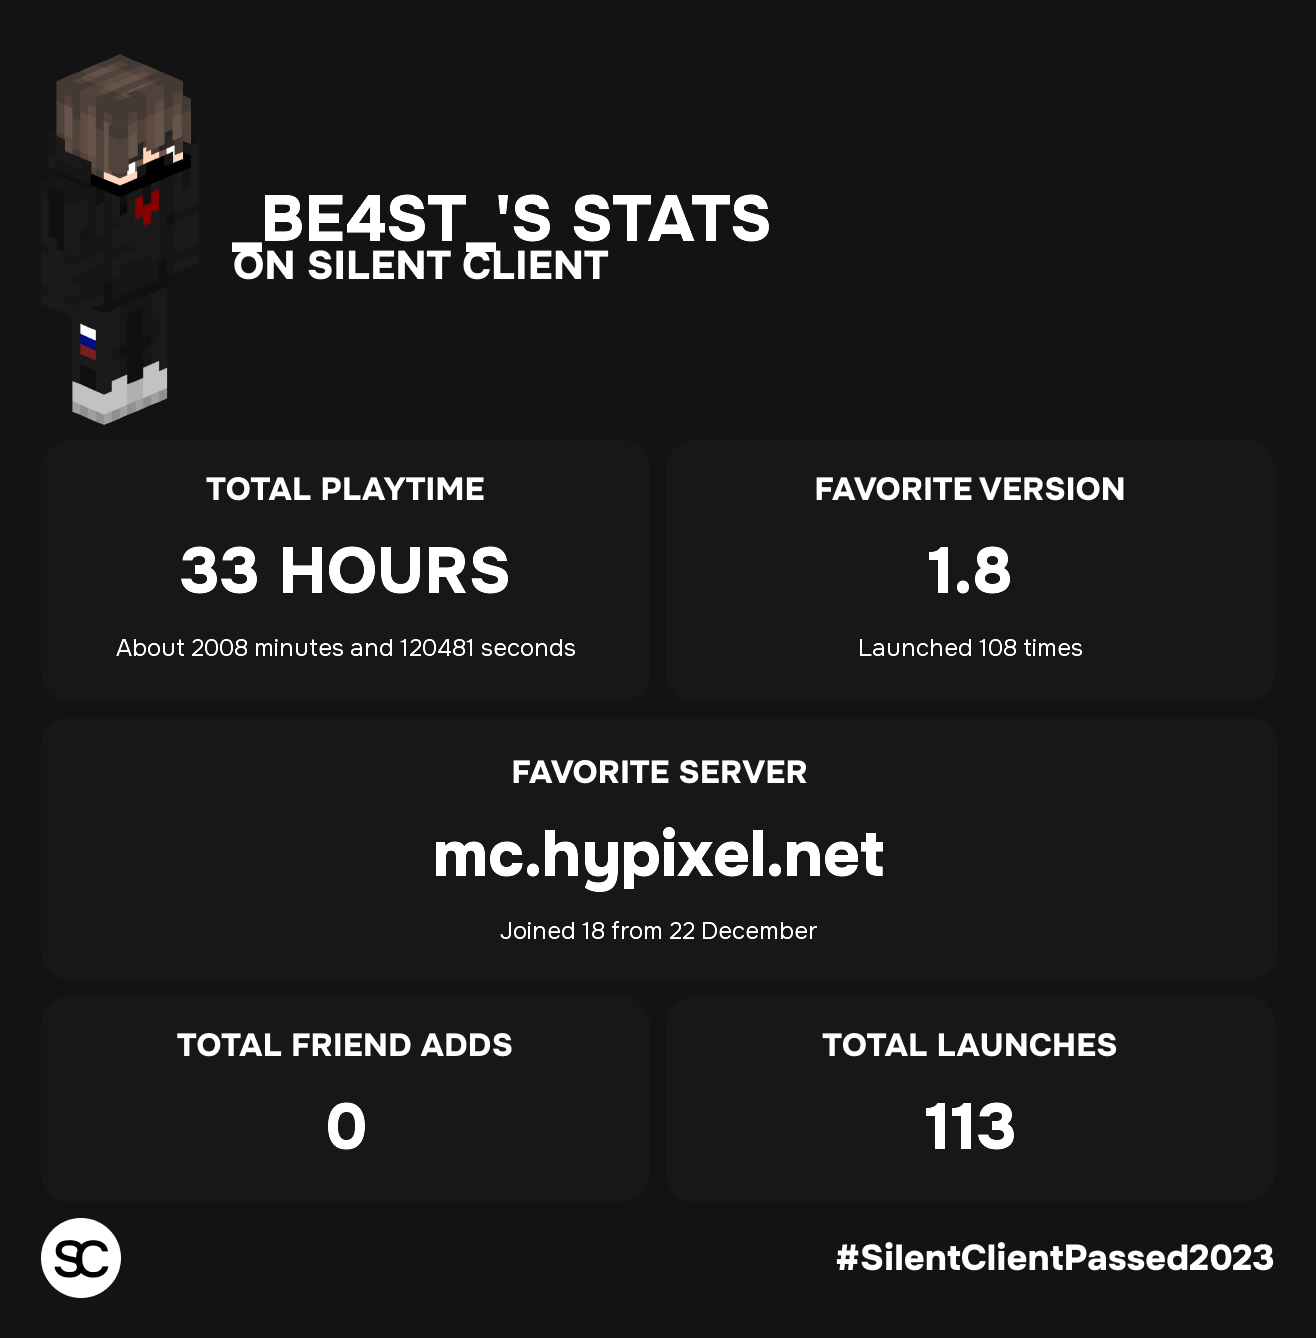 _BE4ST_'S STATS
ON SILENT CLIENT
TOTAL PLAYTIME
33 HOURS
About 2008 minutes and 120481 seconds
FAVORITE VERSION
1.8
Launched 108 times
FAVORITE SERVER
mc.hypixel.net
Joined 18 from 22 December
TOTAL FRIEND ADDS
0
TOTAL LAUNCHES
113
SC
#SilentClientPassed2023